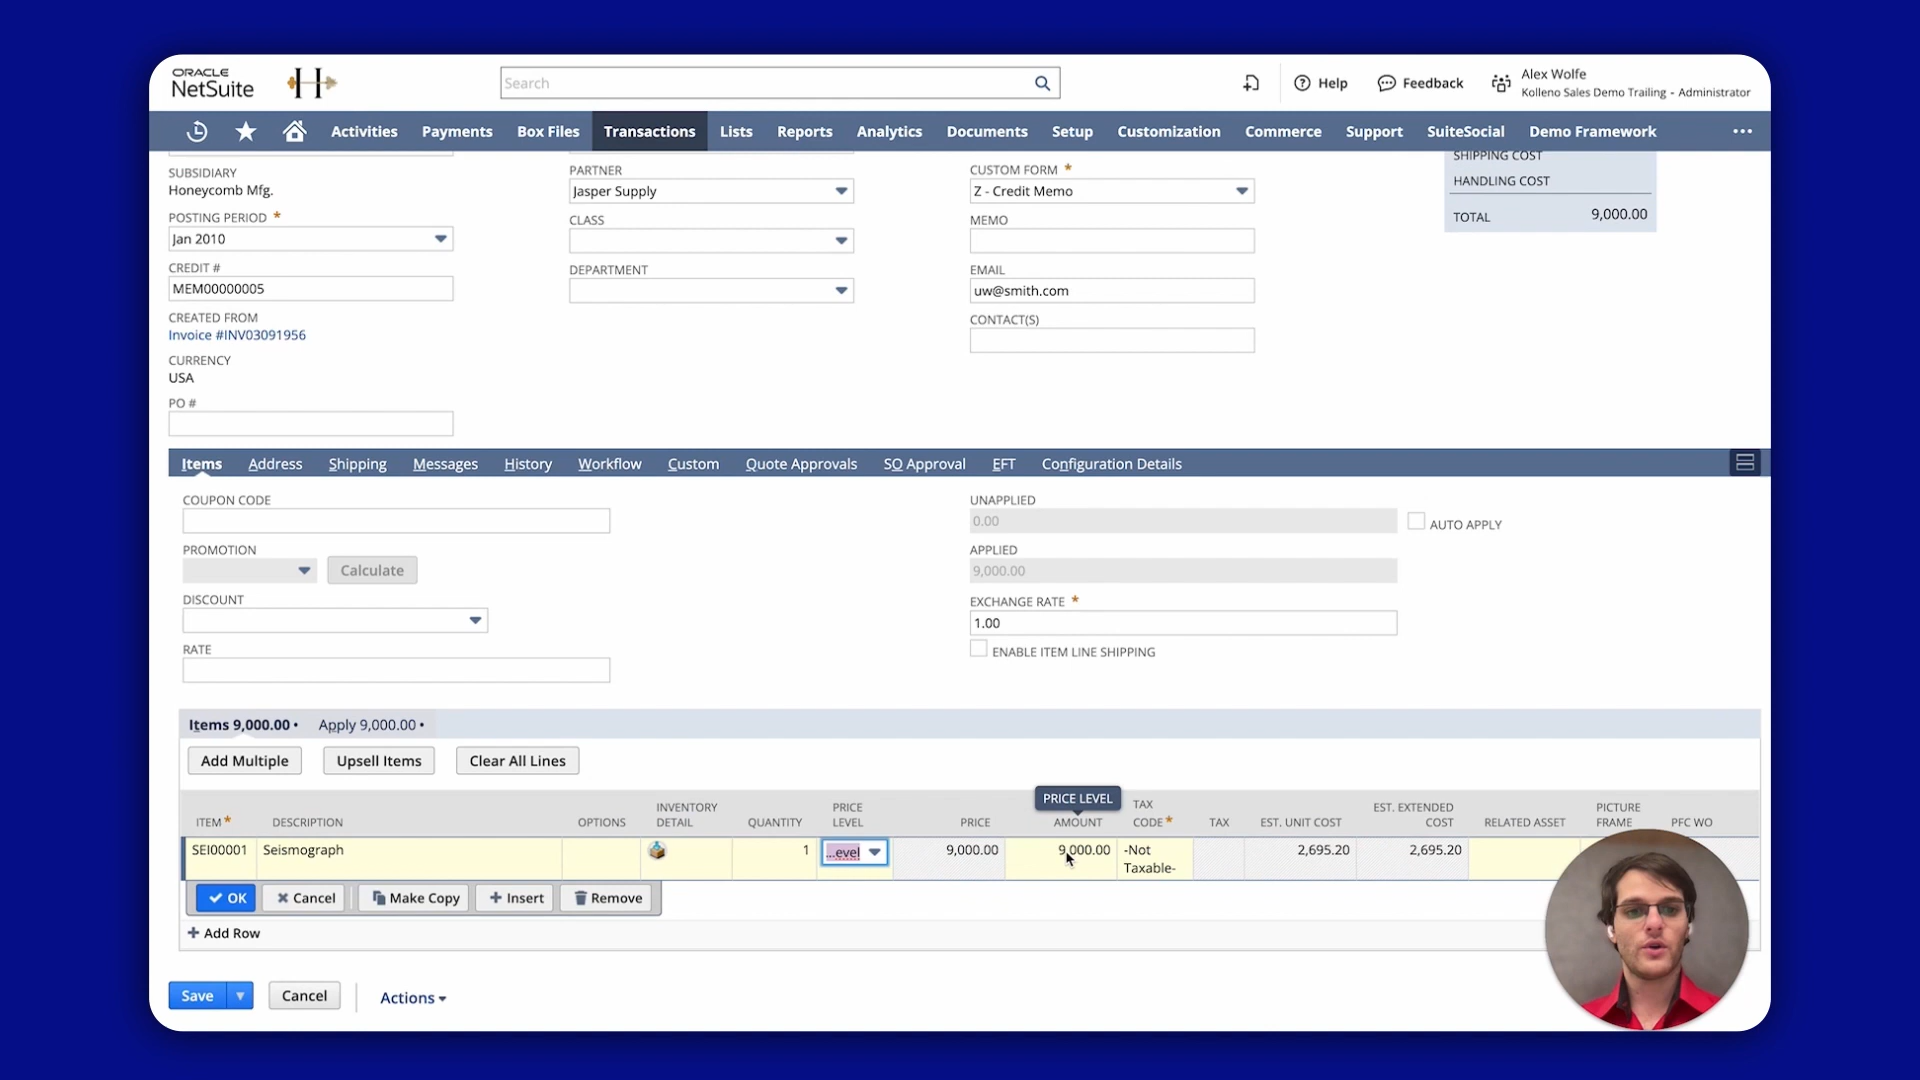 ORACLE
NetSuite
H
Search
Help
Feedback
Alex Wolfe
Kolleno Sales Demo Trailing - Administrator
Activities Payments Box Files Transactions Lists Reports Analytics Documents Setup Customization Commerce Support SuiteSocial Demo Framework
SUBSIDIARY
Honeycomb Mfg.
POSTING PERIOD *
Jan 2010
CREDIT #
MEM00000005
CREATED FROM
Invoice #INV03091956
CURRENCY
USA
PO #
PARTNER
Jasper Supply
CLASS
DEPARTMENT
CUSTOM FORM *
Z - Credit Memo
MEMO
EMAIL
uw@smith.com
CONTACT(S)
SHIPPING COST
HANDLING COST
TOTAL 9,000.00
Items Address Shipping Messages History Workflow Custom Quote Approvals SO Approval EFT Configuration Details
COUPON CODE
PROMOTION
Calculate
DISCOUNT
RATE
UNAPPLIED
0.00
AUTO APPLY
APPLIED
9,000.00
EXCHANGE RATE *
1.00
ENABLE ITEM LINE SHIPPING
Items 9,000.00 • Apply 9,000.00 •
Add Multiple Upsell Items Clear All Lines
PRICE LEVEL
ITEM * DESCRIPTION OPTIONS INVENTORY DETAIL QUANTITY PRICE LEVEL PRICE AMOUNT TAX CODE * TAX EST. UNIT COST EST. EXTENDED COST RELATED ASSET PICTURE FRAME PFC WO
SEI00001 Seismograph 1 ...evel 9,000.00 9,000.00 -Not Taxable- 2,695.20 2,695.20
OK Cancel Make Copy Insert Remove
Add Row
Save Cancel Actions